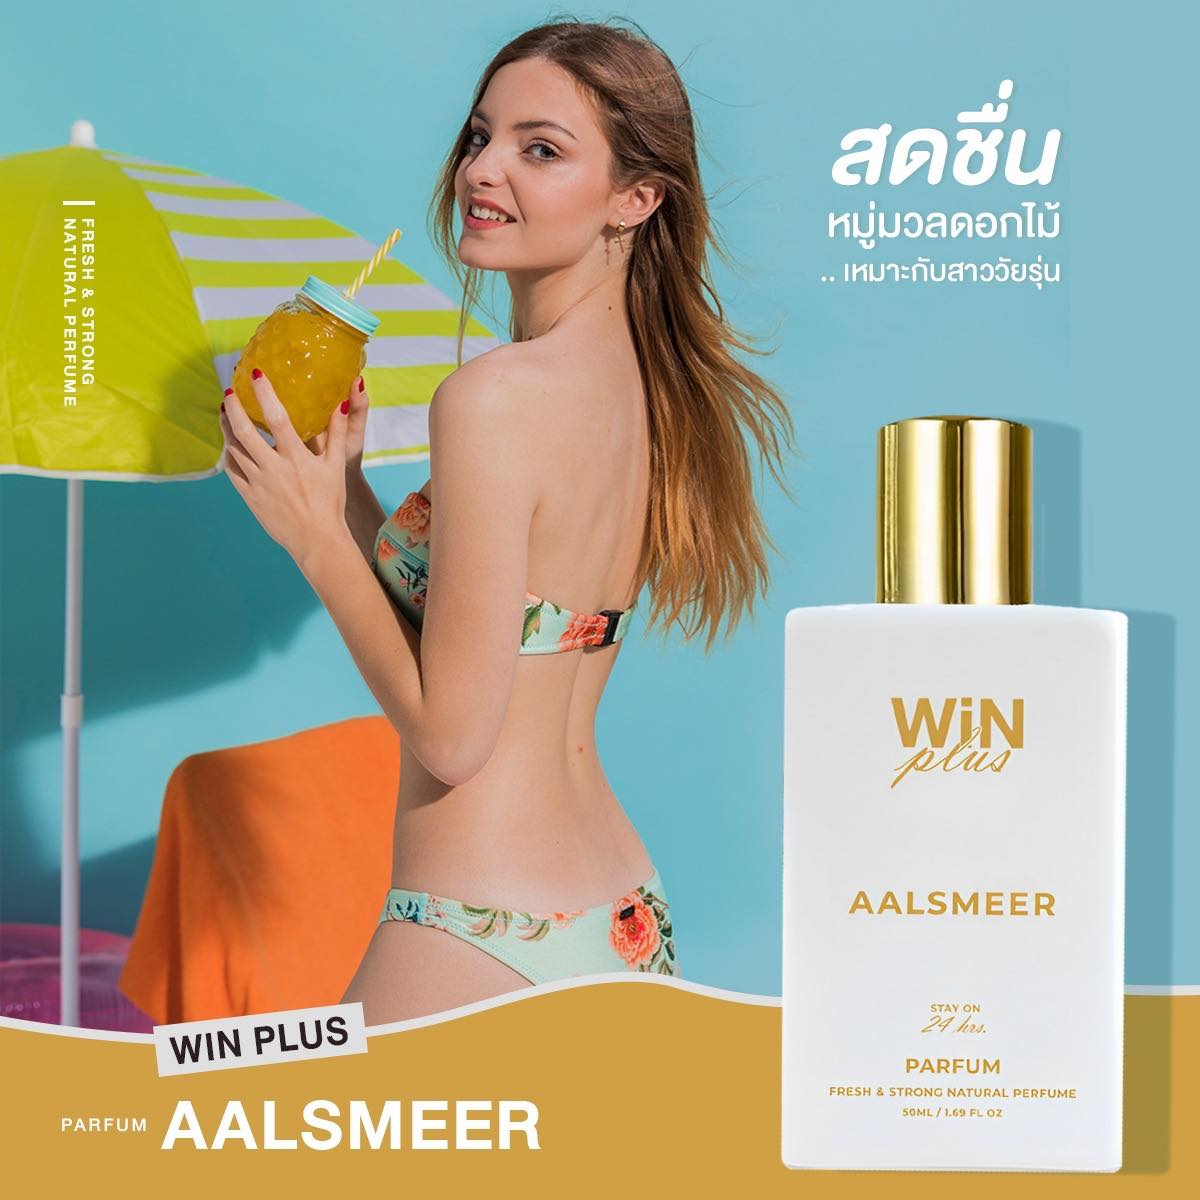 สดชื่น
หมู่มวลดอกไม้
.. เหมาะกับสาววัยรุ่น
FRESH & STRONG
NATURAL PERFUME
WiN
plus
AALSMEER
STAY ON
24 hrs.
PARFUM
FRESH & STRONG NATURAL PERFUME
50ML / 1.69 FL OZ
WIN PLUS
PARFUM AALSMEER